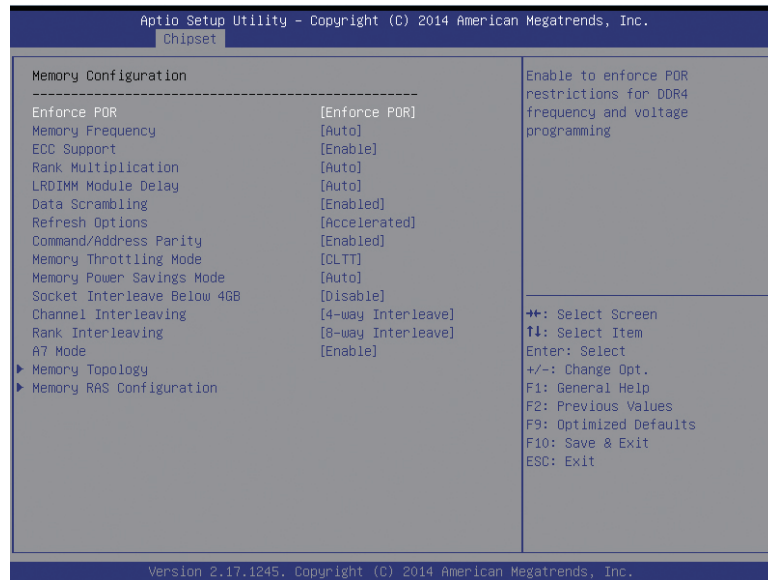 Aptio Setup Utility – Copyright (C) 2014 American Megatrends, Inc.
Chipset
Memory Configuration
------------------------------------------------
Enforce POR [Enforce POR]
Memory Frequency [Auto]
ECC Support [Enable]
Rank Multiplication [Auto]
LRDIMM Module Delay [Auto]
Data Scrambling [Enabled]
Refresh Options [Accelerated]
Command/Address Parity [Enabled]
Memory Throttling Mode [CLTT]
Memory Power Savings Mode [Auto]
Socket Interleave Below 4GB [Disable]
Channel Interleaving [4-way Interleave]
Rank Interleaving [8-way Interleave]
A7 Mode [Enable]
▶ Memory Topology
▶ Memory RAS Configuration
Enable to enforce POR
restrictions for DDR4
frequency and voltage
programming
→←: Select Screen
↑↓: Select Item
Enter: Select
+/-: Change Opt.
F1: General Help
F2: Previous Values
F9: Optimized Defaults
F10: Save & Exit
ESC: Exit
Version 2.17.1245. Copyright (C) 2014 American Megatrends, Inc.